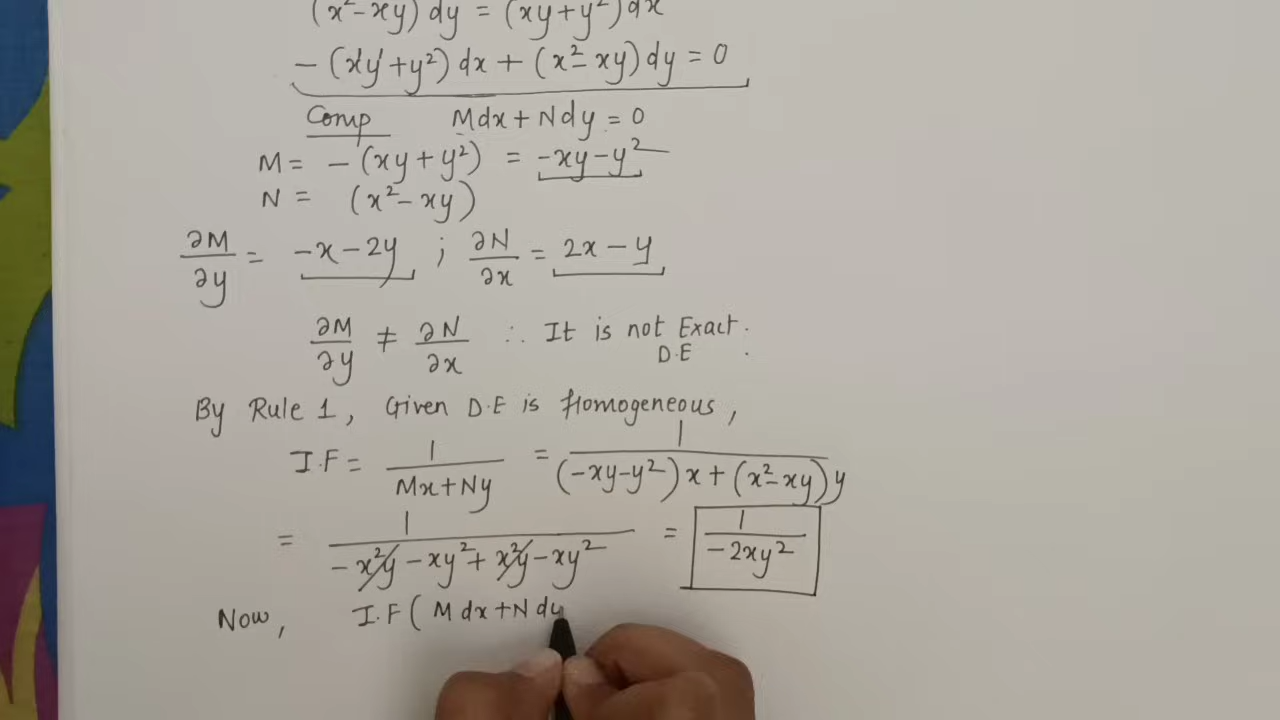 (x²-xy) dy = (xy+y²) dx
- (xy+y²) dx + (x²-xy) dy = 0
Comp Mdx + Ndy = 0
M = - (xy+y²) = -xy-y²
N = (x²-xy)
∂M/∂y = -x-2y ; ∂N/∂x = 2x-y
∂M/∂y ≠ ∂N/∂x ∴ It is not Exact.
D.E .
By Rule 1, Given D.E is Homogeneous,
I.F = 1/(Mx+Ny) = 1/((-xy-y²)x+(x²-xy)y)
= 1/(-x²y-xy²+x²y-xy²) = 1/(-2xy²)
Now, I.F ( M dx + N dy